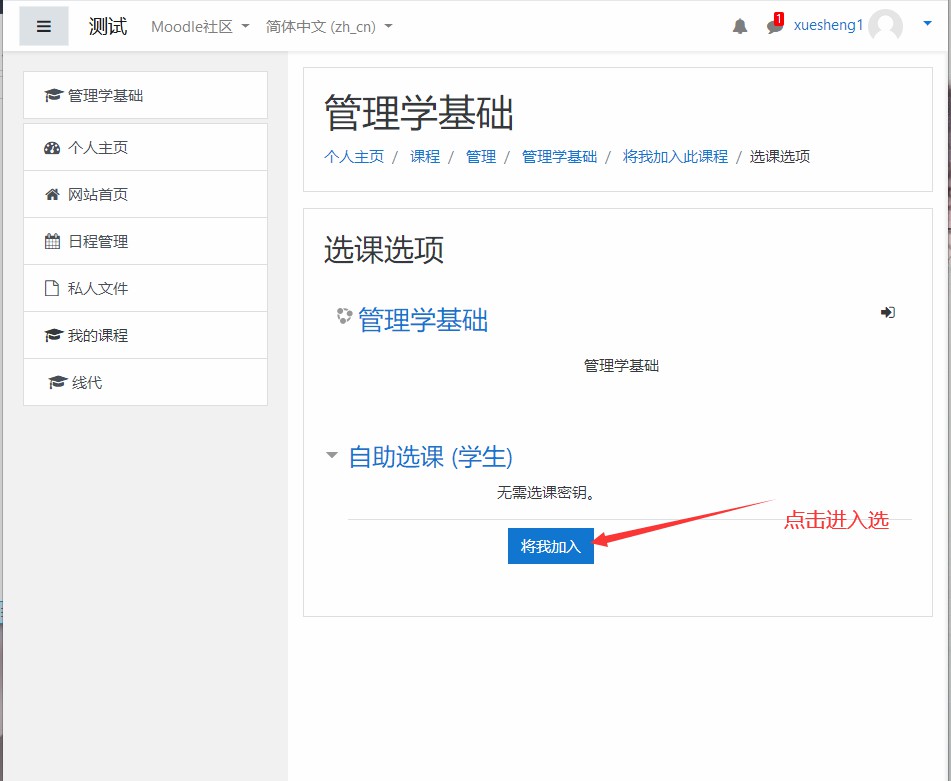 测试 Moodle社区 简体中文 (zh_cn) 1 xuesheng1
管理学基础
个人主页
网站首页
日程管理
私人文件
我的课程
线代
管理学基础
个人主页 / 课程 / 管理 / 管理学基础 / 将我加入此课程 / 选课选项
选课选项
管理学基础
管理学基础
自助选课 (学生)
无需选课密钥。
点击进入选
将我加入